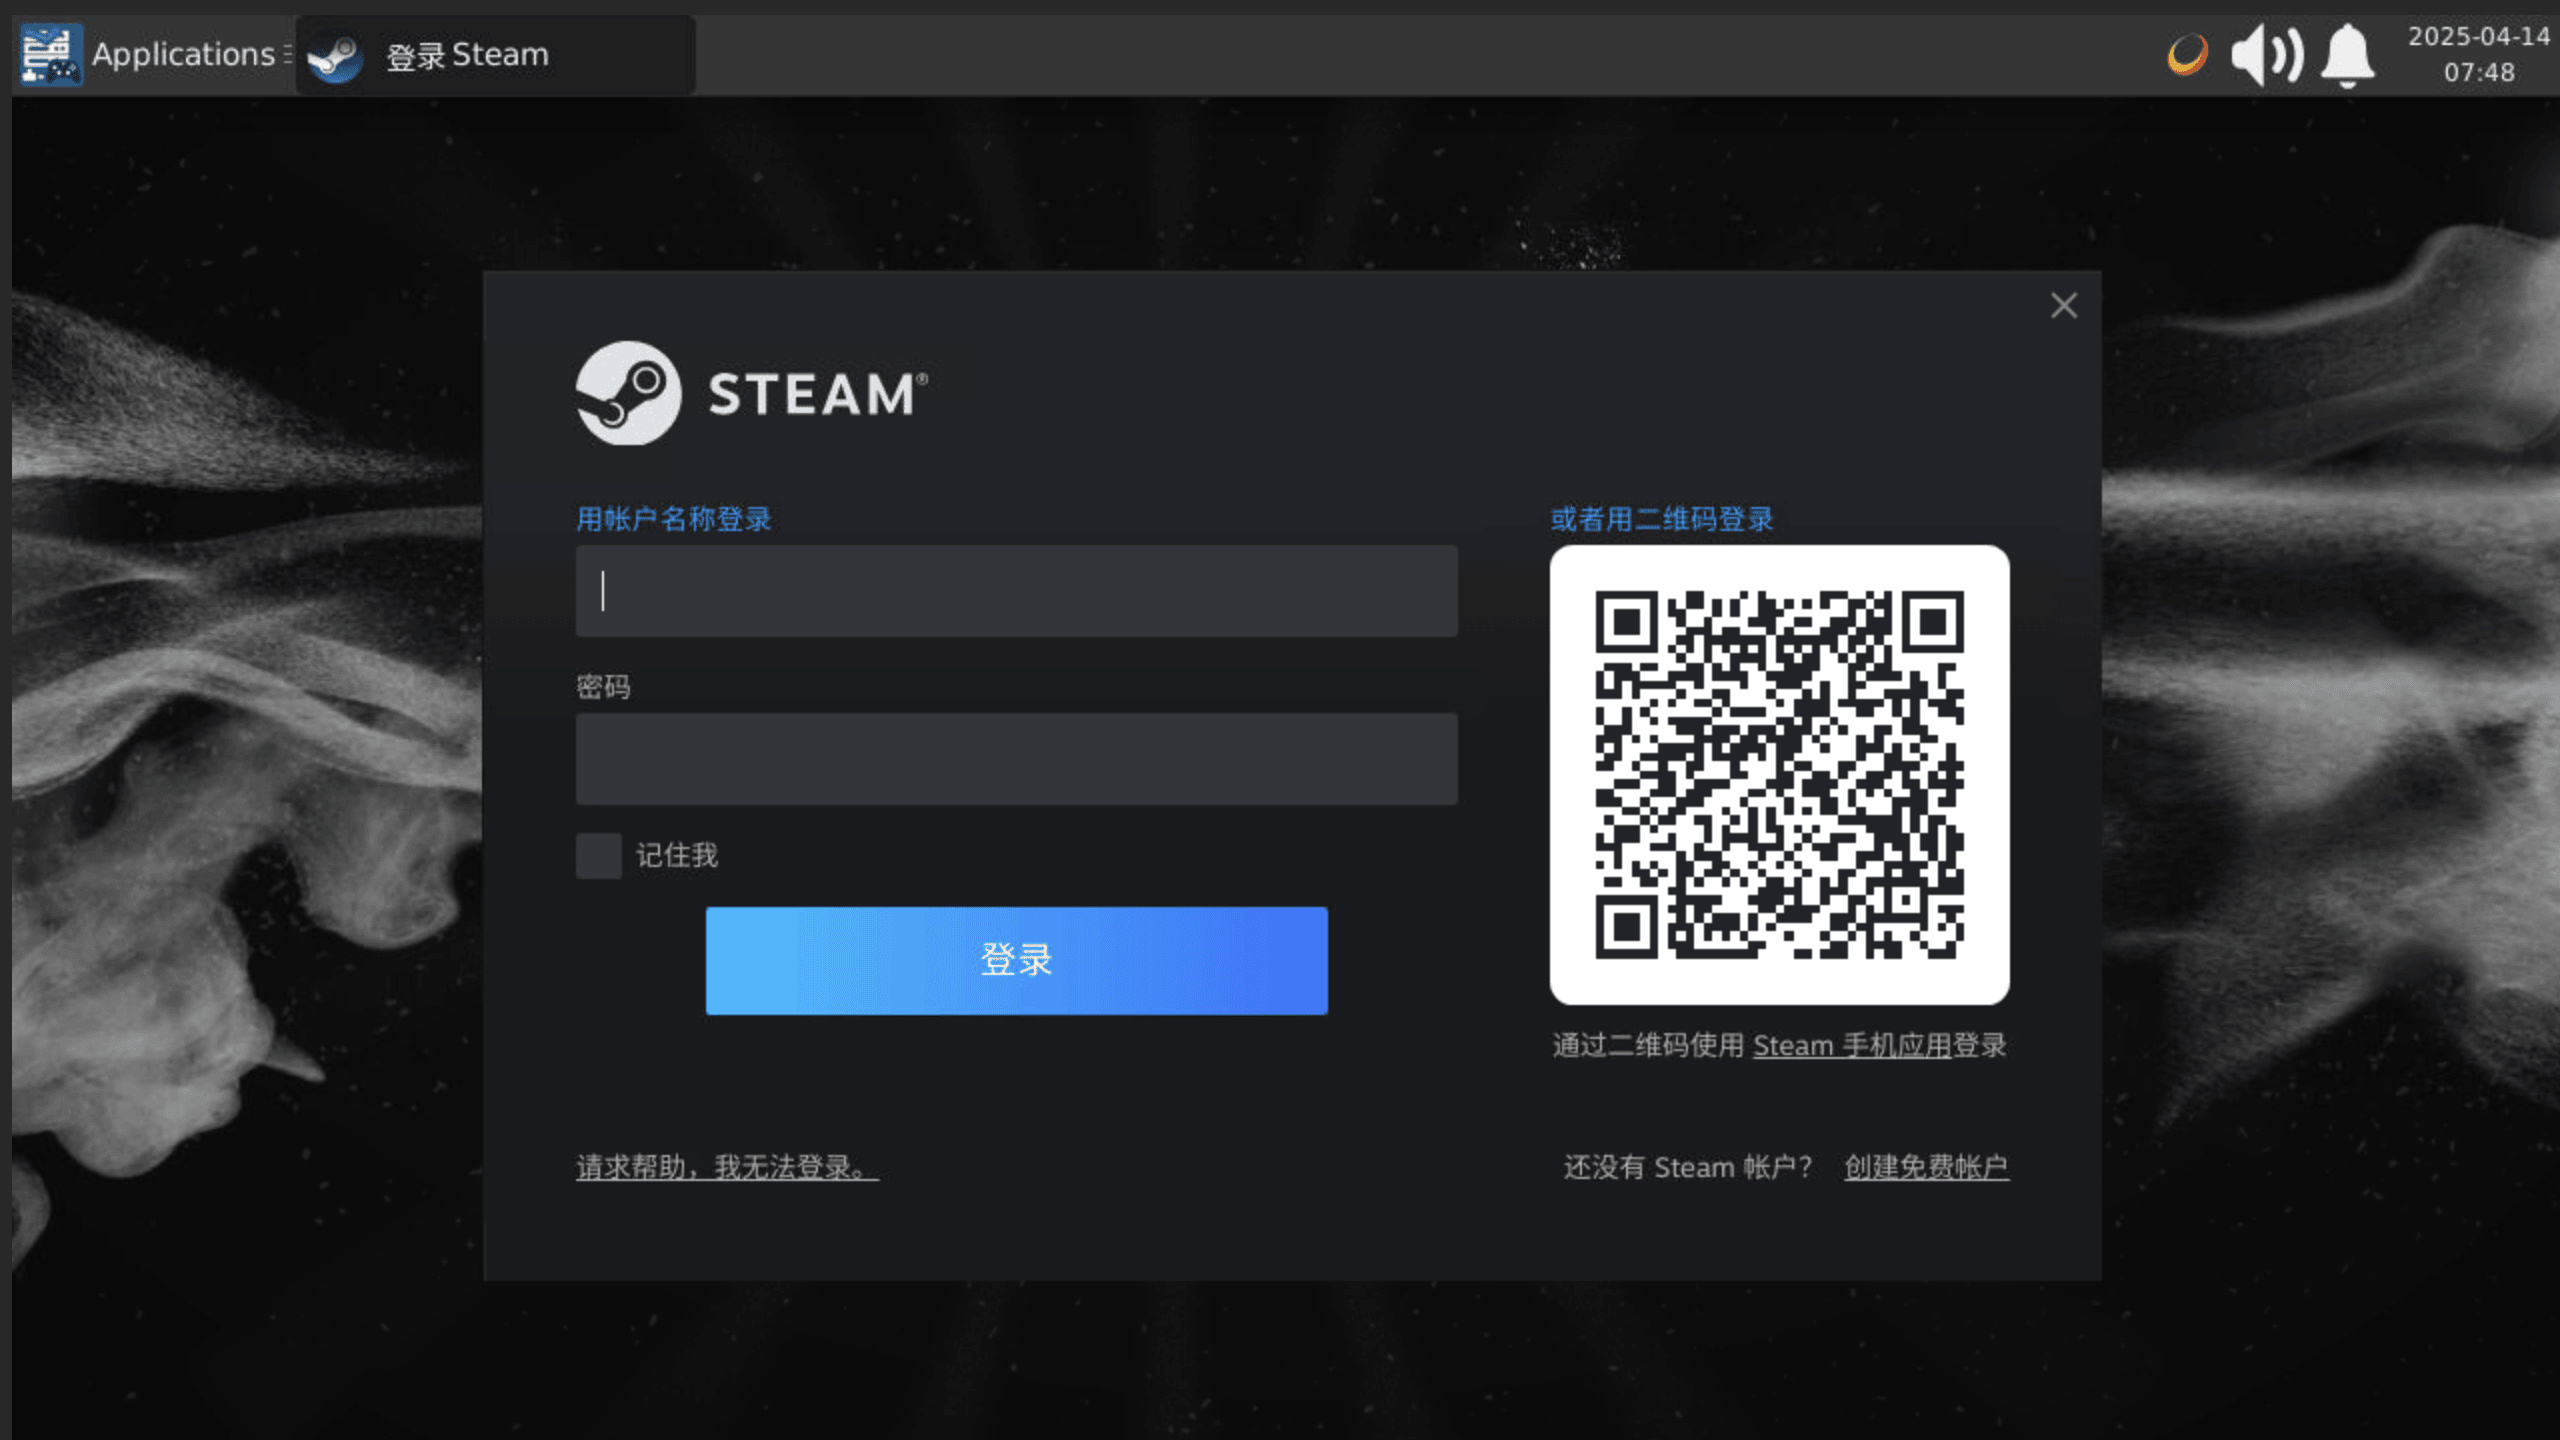 Applications
登录 Steam
2025-04-14
07:48
STEAM®
用帐户名称登录
密码
记住我
登录
请求帮助，我无法登录。
或者用二维码登录
通过二维码使用 Steam 手机应用登录
还没有 Steam 帐户？ 创建免费帐户